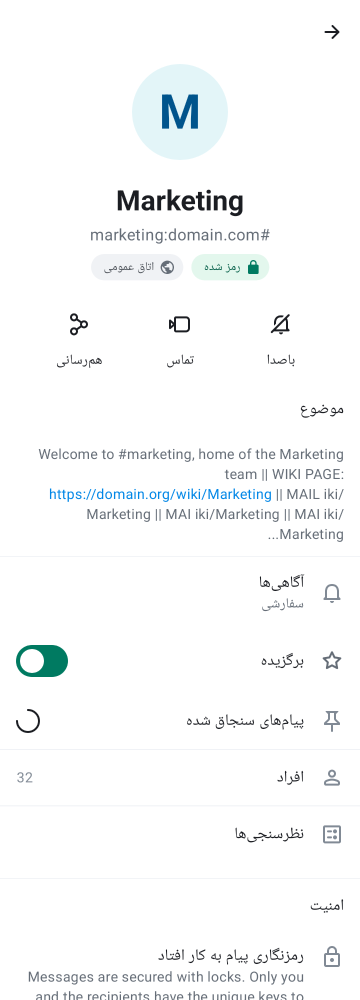 M
Marketing
marketing:domain.com#
رمز شده
اتاق عمومی
باصدا
تماس
هم‌رسانی
موضوع
Welcome to #marketing, home of the Marketing
team || WIKI PAGE:
https://domain.org/wiki/Marketing || MAIL iki/
Marketing || MAI iki/Marketing || MAI iki/
...Marketing
آگاهی‌ها
سفارشی
برگزیده
پیام‌های سنجاق شده
افراد
32
نظرسنجی‌ها
امنیت
رمزنگاری پیام به کار افتاد
Messages are secured with locks. Only you
and the recipients have the unique keys to